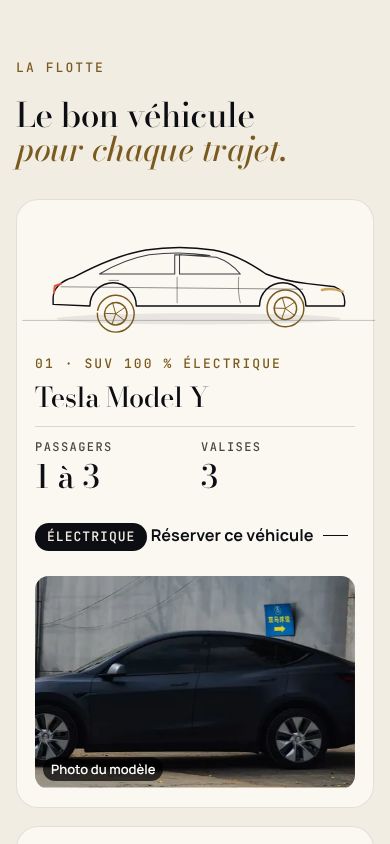 LA FLOTTE
Le bon véhicule
pour chaque trajet.
01 · SUV 100 % ÉLECTRIQUE
Tesla Model Y
PASSAGERS
VALISES
1 à 3
3
ÉLECTRIQUE
Réserver ce véhicule
Photo du modèle